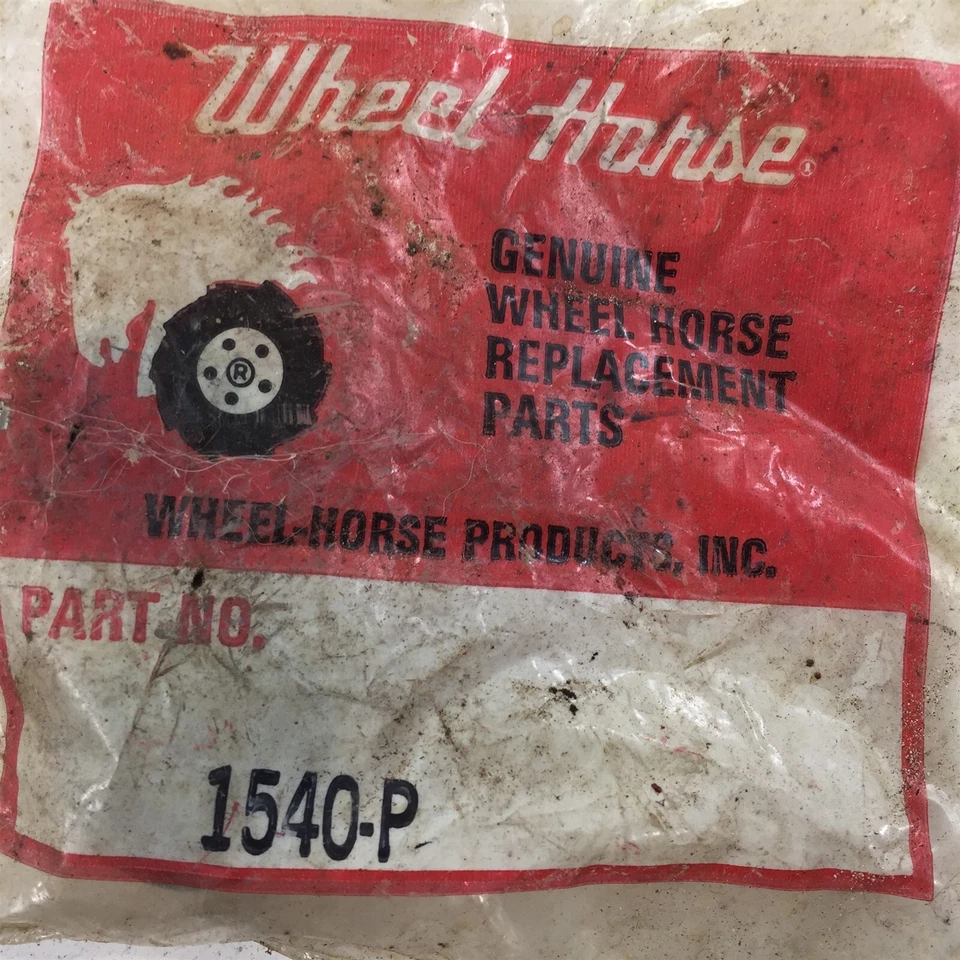 Wheel Horse®
GENUINE
WHEEL HORSE
REPLACEMENT
PARTS
®
WHEEL-HORSE PRODUCTS, INC.
PART NO.
1540-P